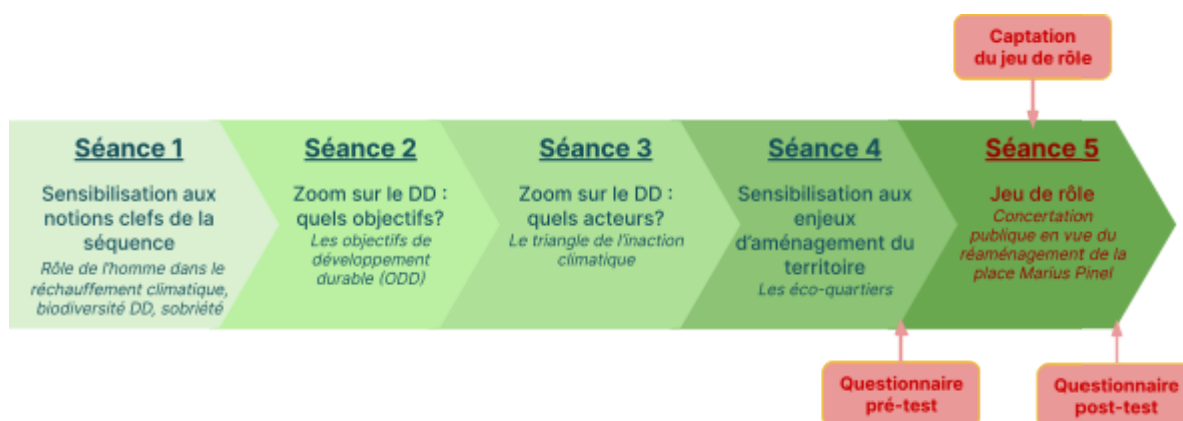 Captation
du jeu de rôle
Séance 1
Sensibilisation aux
notions clefs de la
séquence
Rôle de l'homme dans le
réchauffement climatique,
biodiversité DD, sobriété
Séance 2
Zoom sur le DD :
quels objectifs?
Les objectifs de
développement
durable (ODD)
Séance 3
Zoom sur le DD :
quels acteurs?
Le triangle de l'inaction
climatique
Séance 4
Sensibilisation aux
enjeux
d'aménagement du
territoire
Les éco-quartiers
Séance 5
Jeu de rôle
Concertation
publique en vue du
réaménagement de la
place Marius Pinel
Questionnaire
pré-test
Questionnaire
post-test